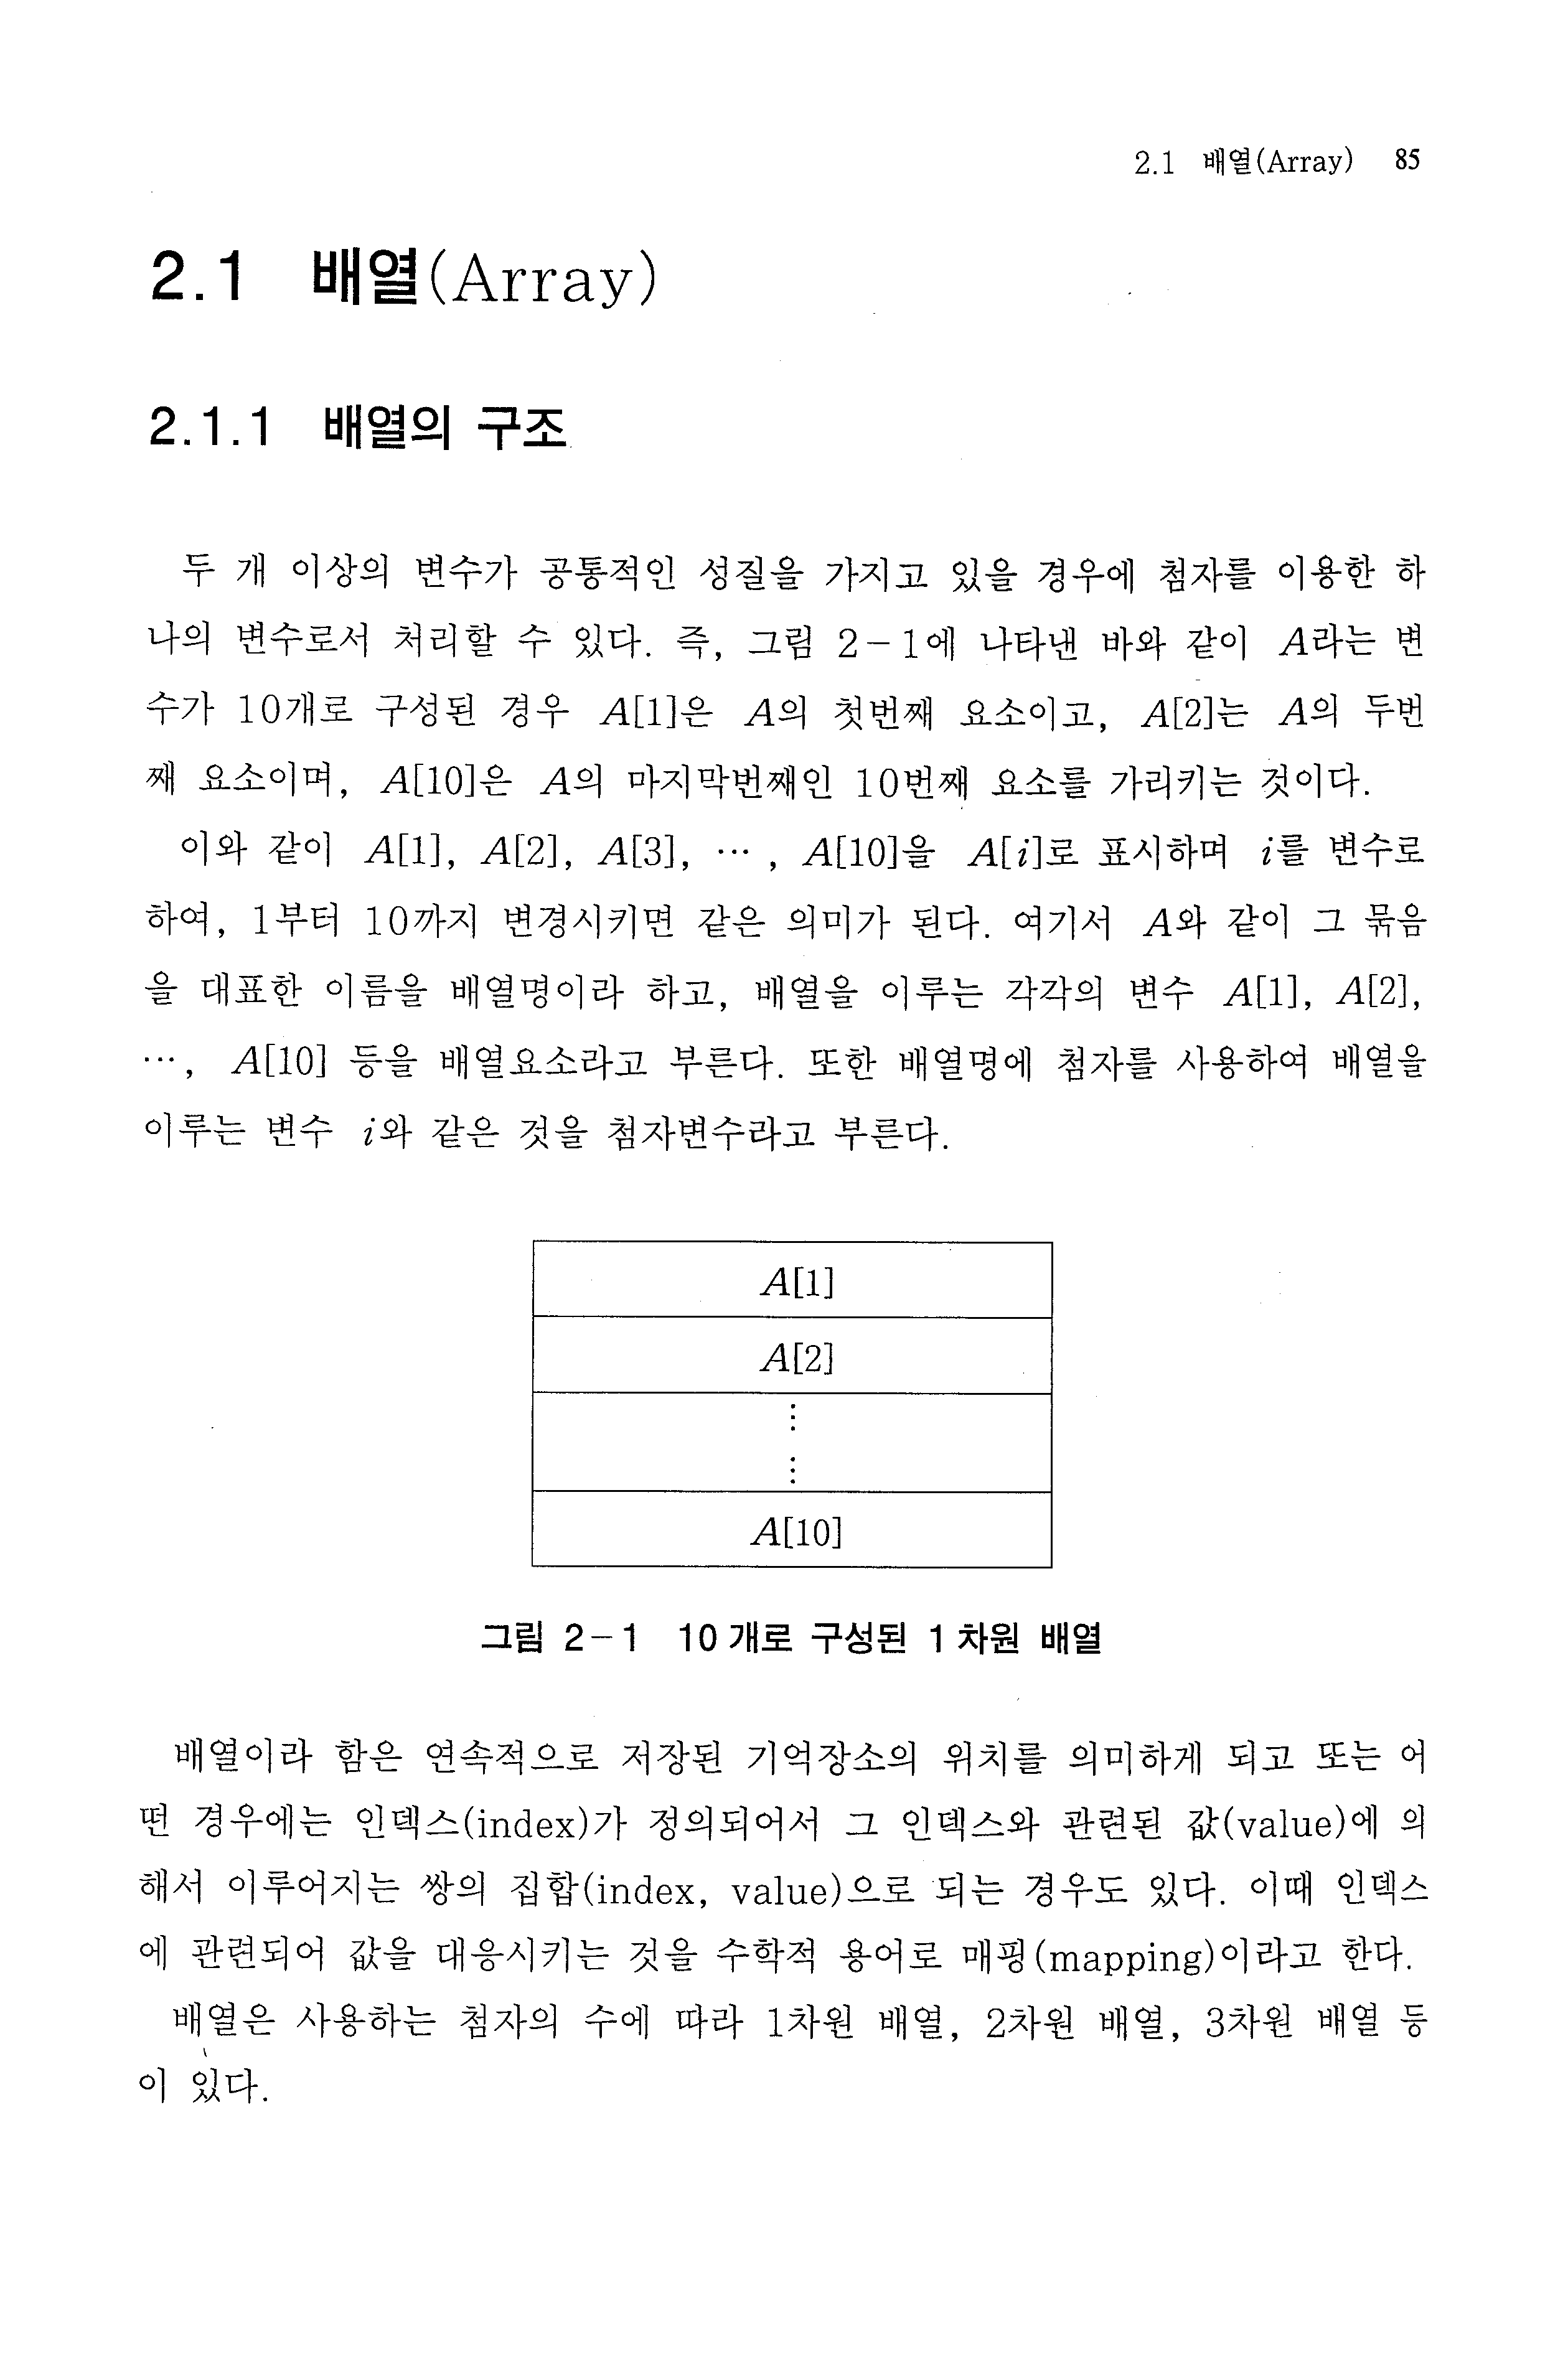 2.1 배열(Array) 85
2.1 배열(Array)
2.1.1 배열의 구조
두 개 이상의 변수가 공통적인 성질을 가지고 있을 경우에 첨자를 이용한 하
나의 변수로서 처리할 수 있다. 즉, 그림 2-1에 나타낸 바와 같이 A라는 변
수가 10개로 구성된 경우 A[1]은 A의 첫번째 요소이고, A[2]는 A의 두번
째 요소이며, A[10]은 A의 마지막번째인 10번째 요소를 가리키는 것이다.
이와 같이 A[1], A[2], A[3], ⋯ , A[10]을 A[i]로 표시하며 i를 변수로
하여, 1부터 10까지 변경시키면 같은 의미가 된다. 여기서 A와 같이 그 묶음
을 대표한 이름을 배열명이라 하고, 배열을 이루는 각각의 변수 A[1], A[2],
⋯, A[10] 등을 배열요소라고 부른다. 또한 배열명에 첨자를 사용하여 배열을
이루는 변수 i와 같은 것을 첨자변수라고 부른다.
A[1]
A[2]
⋮
⋮
A[10]
그림 2-1 10개로 구성된 1차원 배열
배열이라 함은 연속적으로 저장된 기억장소의 위치를 의미하게 되고 또는 어
떤 경우에는 인덱스(index)가 정의되어서 그 인덱스와 관련된 값(value)에 의
해서 이루어지는 쌍의 집합(index, value)으로 되는 경우도 있다. 이때 인덱스
에 관련되어 값을 대응시키는 것을 수학적 용어로 매핑(mapping)이라고 한다.
배열은 사용하는 첨자의 수에 따라 1차원 배열, 2차원 배열, 3차원 배열 등
이 있다.